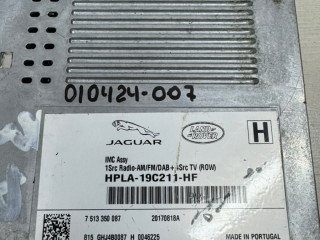 010424-007
JAGUAR
LAND ROVER
H
IMC Assy
1Src Radio-AM/FM/DAB + Src TV (ROW)
HPLA-19C211-HF
7 513 350 087
20170818A
815 GHJ4B0087 H 0046225
MADE IN PORTUGAL